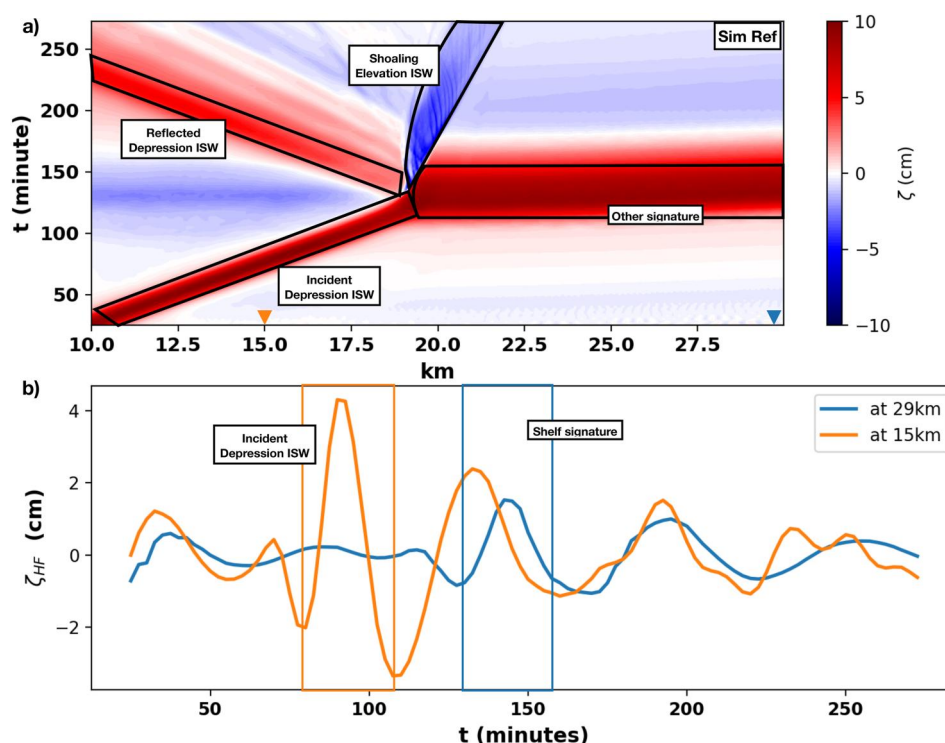 a)
Sim Ref
Shoaling
Elevation ISW
Reflected
Depression ISW
Other signature
Incident
Depression ISW
250
200
150
100
50
t (minute)
10.0 12.5 15.0 17.5 20.0 22.5 25.0 27.5
km
10
5
0
−5
−10
ζ (cm)
b)
Incident
Depression ISW
Shelf signature
at 29km
at 15km
4
2
0
−2
ζHF (cm)
50 100 150 200 250
t (minutes)